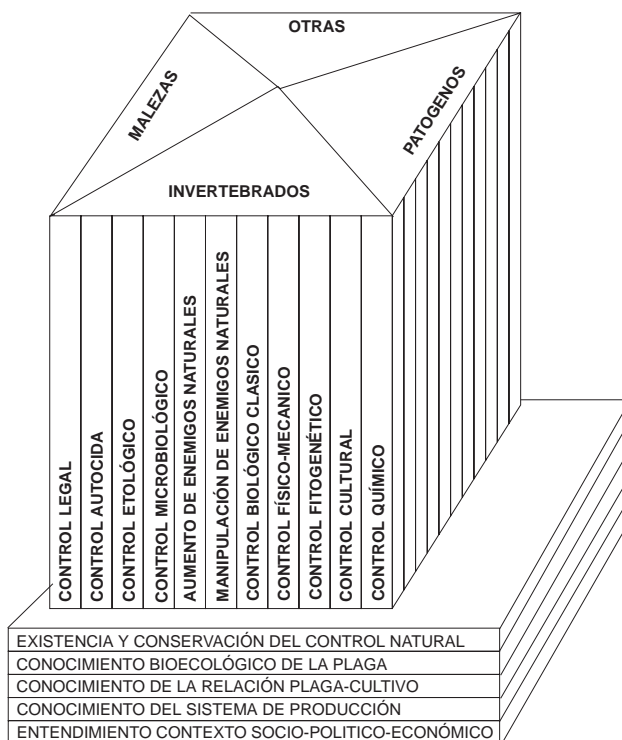 OTRAS
MALEZAS
PATOGENOS
INVERTEBRADOS
CONTROL LEGAL
CONTROL AUTOCIDA
CONTROL ETOLÓGICO
CONTROL MICROBIOLÓGICO
AUMENTO DE ENEMIGOS NATURALES
MANIPULACIÓN DE ENEMIGOS NATURALES
CONTROL BIOLÓGICO CLASICO
CONTROL FÍSICO-MECANICO
CONTROL FITOGENÉTICO
CONTROL CULTURAL
CONTROL QUÍMICO
EXISTENCIA Y CONSERVACIÓN DEL CONTROL NATURAL
CONOCIMIENTO BIOECOLÓGICO DE LA PLAGA
CONOCIMIENTO DE LA RELACIÓN PLAGA-CULTIVO
CONOCIMIENTO DEL SISTEMA DE PRODUCCIÓN
ENTENDIMIENTO CONTEXTO SOCIO-POLITICO-ECONÓMICO